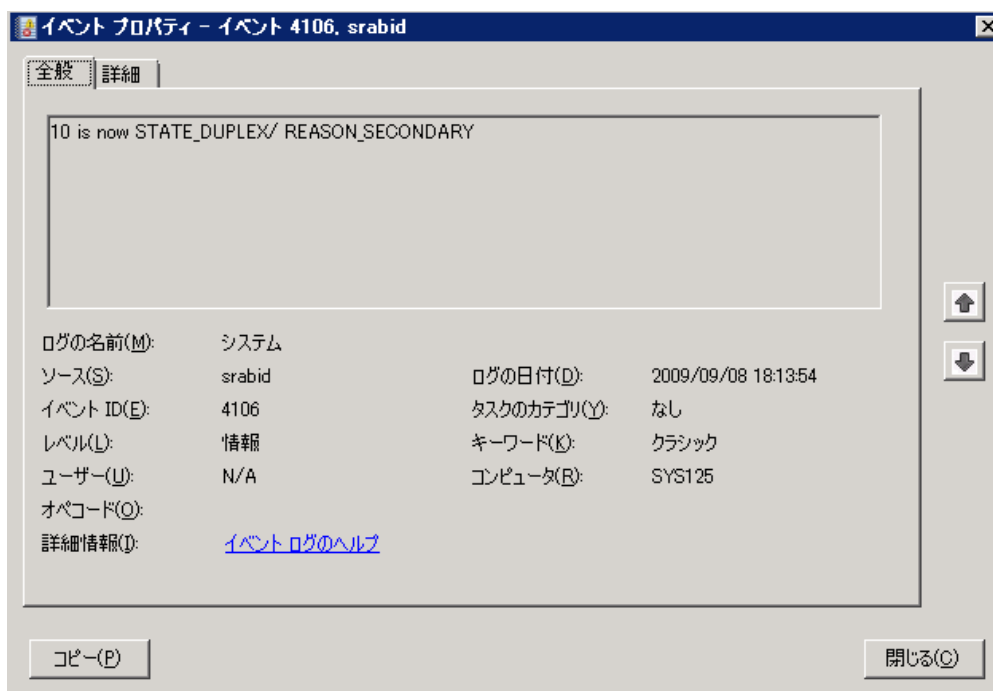 イベント プロパティ - イベント 4106, srabid
全般 詳細
10 is now STATE_DUPLEX/ REASON_SECONDARY
ログの名前(M): システム
ソース(S): srabid ログの日付(D): 2009/09/08 18:13:54
イベント ID(E): 4106 タスクのカテゴリ(Y): なし
レベル(L): 情報 キーワード(K): クラシック
ユーザー(U): N/A コンピュータ(R): SYS125
オペコード(O):
詳細情報(I): イベント ログのヘルプ
コピー(P) 閉じる(C)